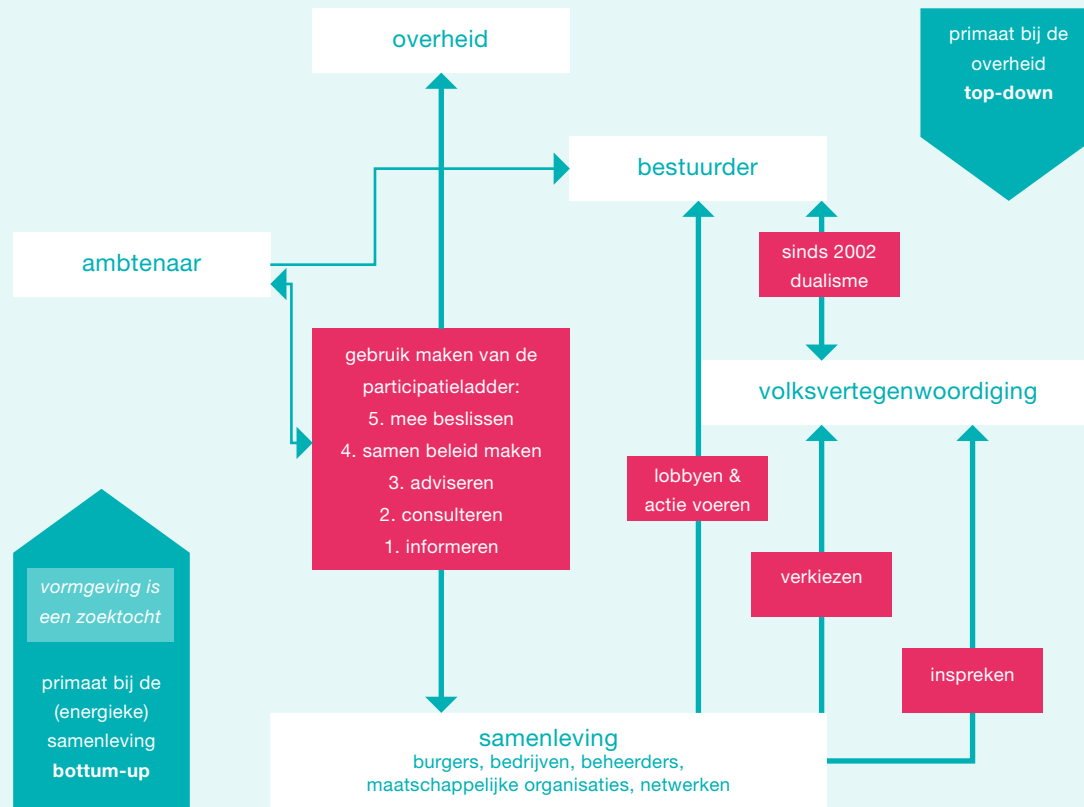 overheid
primaat bij de
overheid
top-down
bestuurder
ambtenaar
sinds 2002
dualisme
gebruik maken van de
participatieladder:
5. mee beslissen
4. samen beleid maken
3. adviseren
2. consulteren
1. informeren
volksvertegenwoordiging
lobbyen &
actie voeren
verkiezen
inspreken
vormgeving is
een zoektocht
primaat bij de
(energieke)
samenleving
bottum-up
samenleving
burgers, bedrijven, beheerders,
maatschappelijke organisaties, netwerken